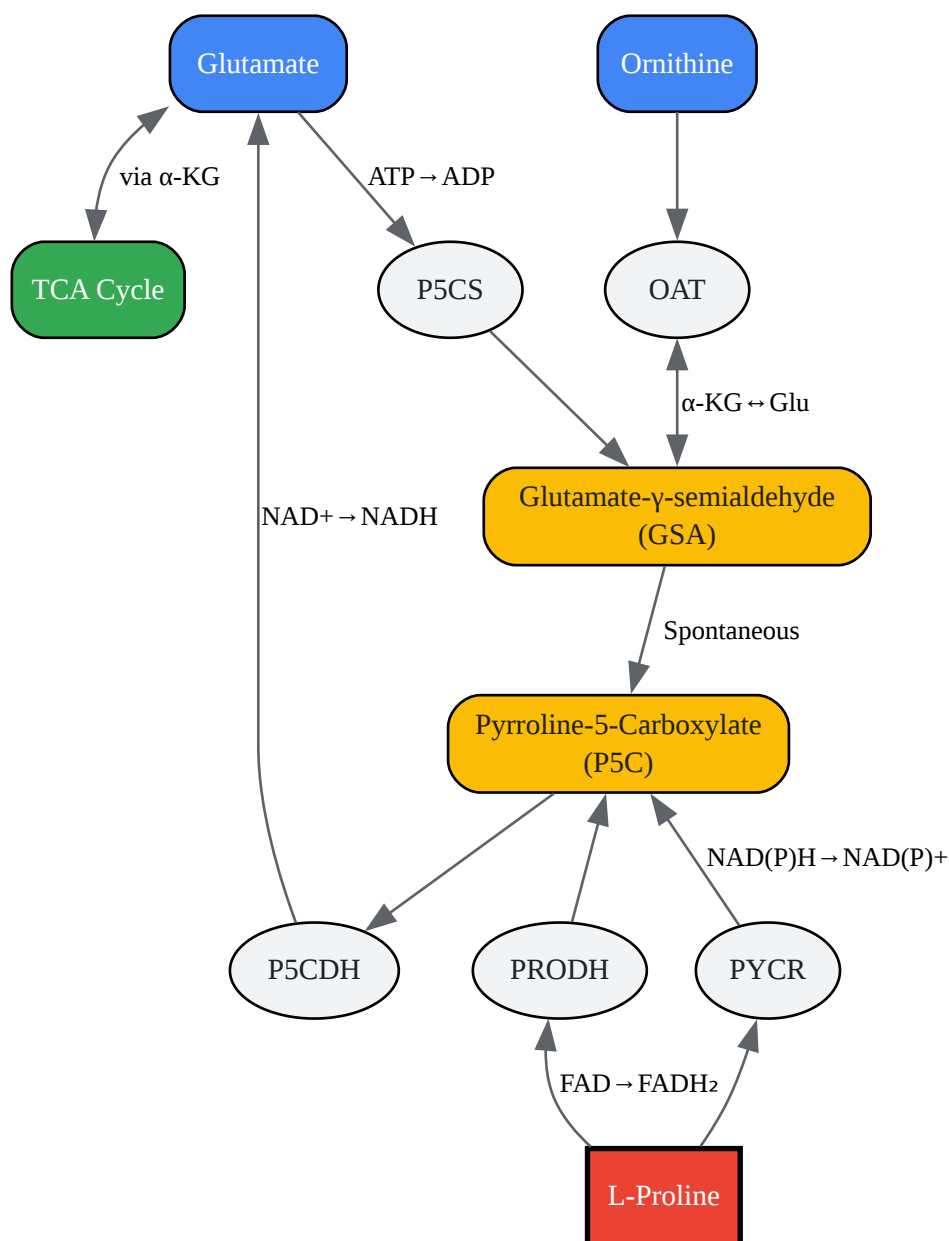 Glutamate
Ornithine
via α-KG
ATP→ADP
TCA Cycle
P5CS
OAT
α-KG↔Glu
Glutamate-γ-semialdehyde
(GSA)
NAD+→NADH
Spontaneous
Pyrroline-5-Carboxylate
(P5C)
NAD(P)H→NAD(P)+
P5CDH
PRODH
PYCR
FAD→FADH₂
L-Proline